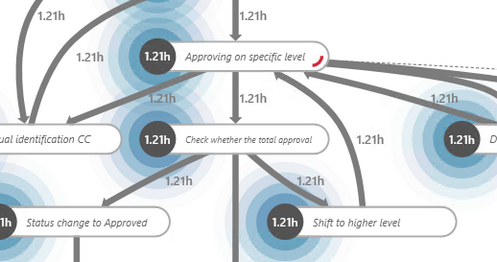 1.21h
1.21h
1.21h
1.21h
Approving on specific level
1.21h
1.21h
1.21h
ual identification CC
1.21h
Check whether the total approval
1.21h
1.21h
D
1.21h
1.21h
1h
Status change to Approved
1.21h
Shift to higher level